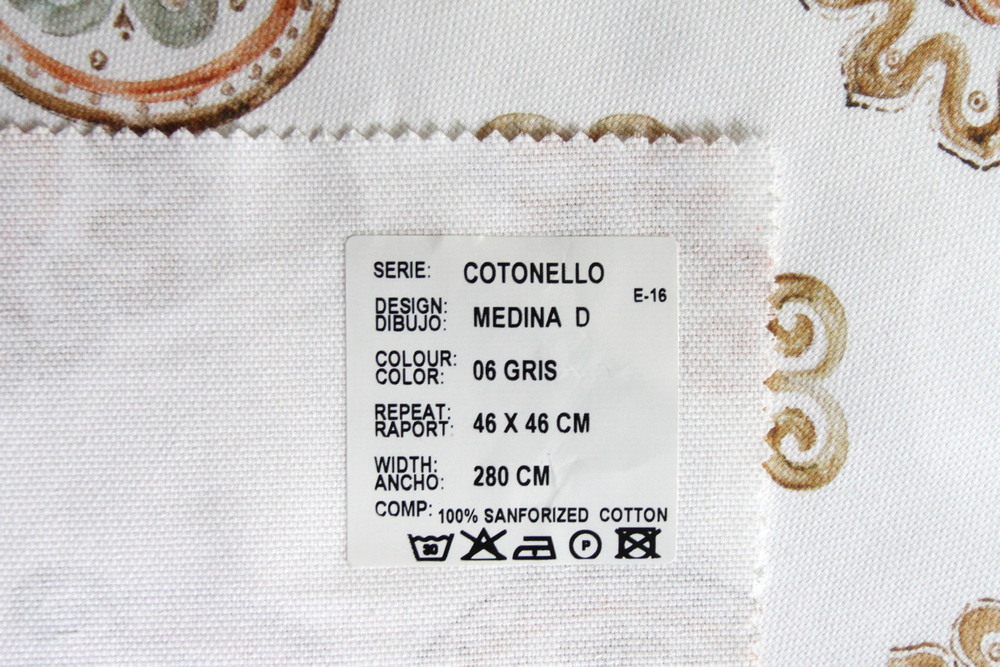 SERIE: COTONELLO
E-16
DESIGN:
DIBUJO: MEDINA D
COLOUR:
COLOR: 06 GRIS
REPEAT:
RAPORT: 46 X 46 CM
WIDTH:
ANCHO: 280 CM
COMP: 100% SANFORIZED COTTON
30 P